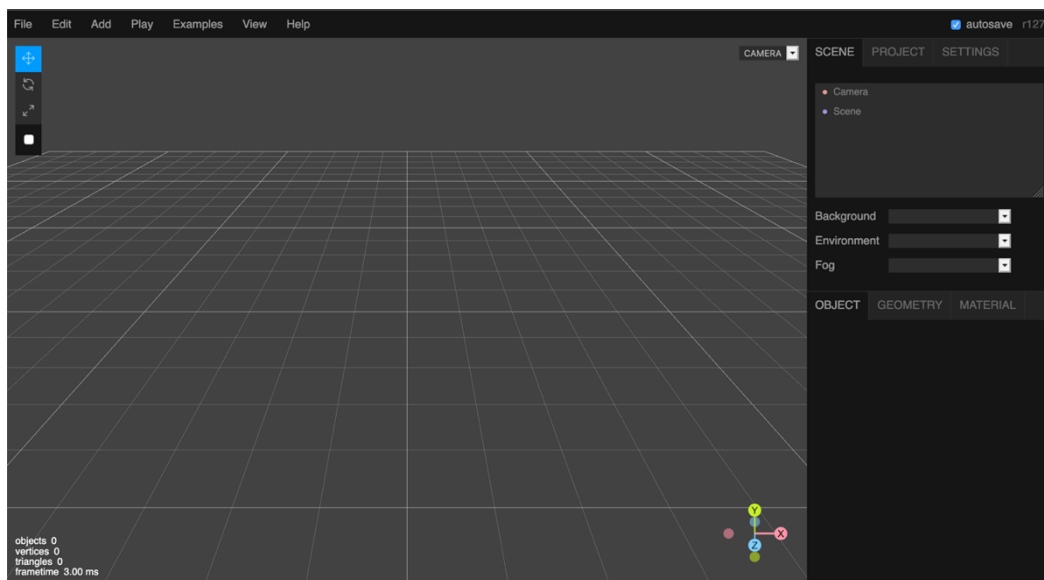 File Edit Add Play Examples View Help autosave r127
CAMERA SCENE PROJECT SETTINGS
Camera
Scene
Background
Environment
Fog
OBJECT GEOMETRY MATERIAL
Y
X
Z
objects 0
vertices 0
triangles 0
frametime 3.00 ms